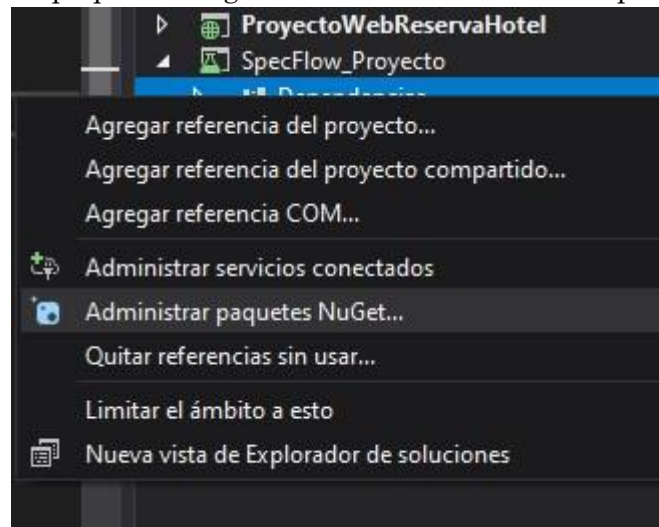 ProyectoWebReservaHotel
SpecFlow_Proyecto
Dependencias
Agregar referencia del proyecto...
Agregar referencia del proyecto compartido...
Agregar referencia COM...
Administrar servicios conectados
Administrar paquetes NuGet...
Quitar referencias sin usar...
Limitar el ámbito a esto
Nueva vista de Explorador de soluciones